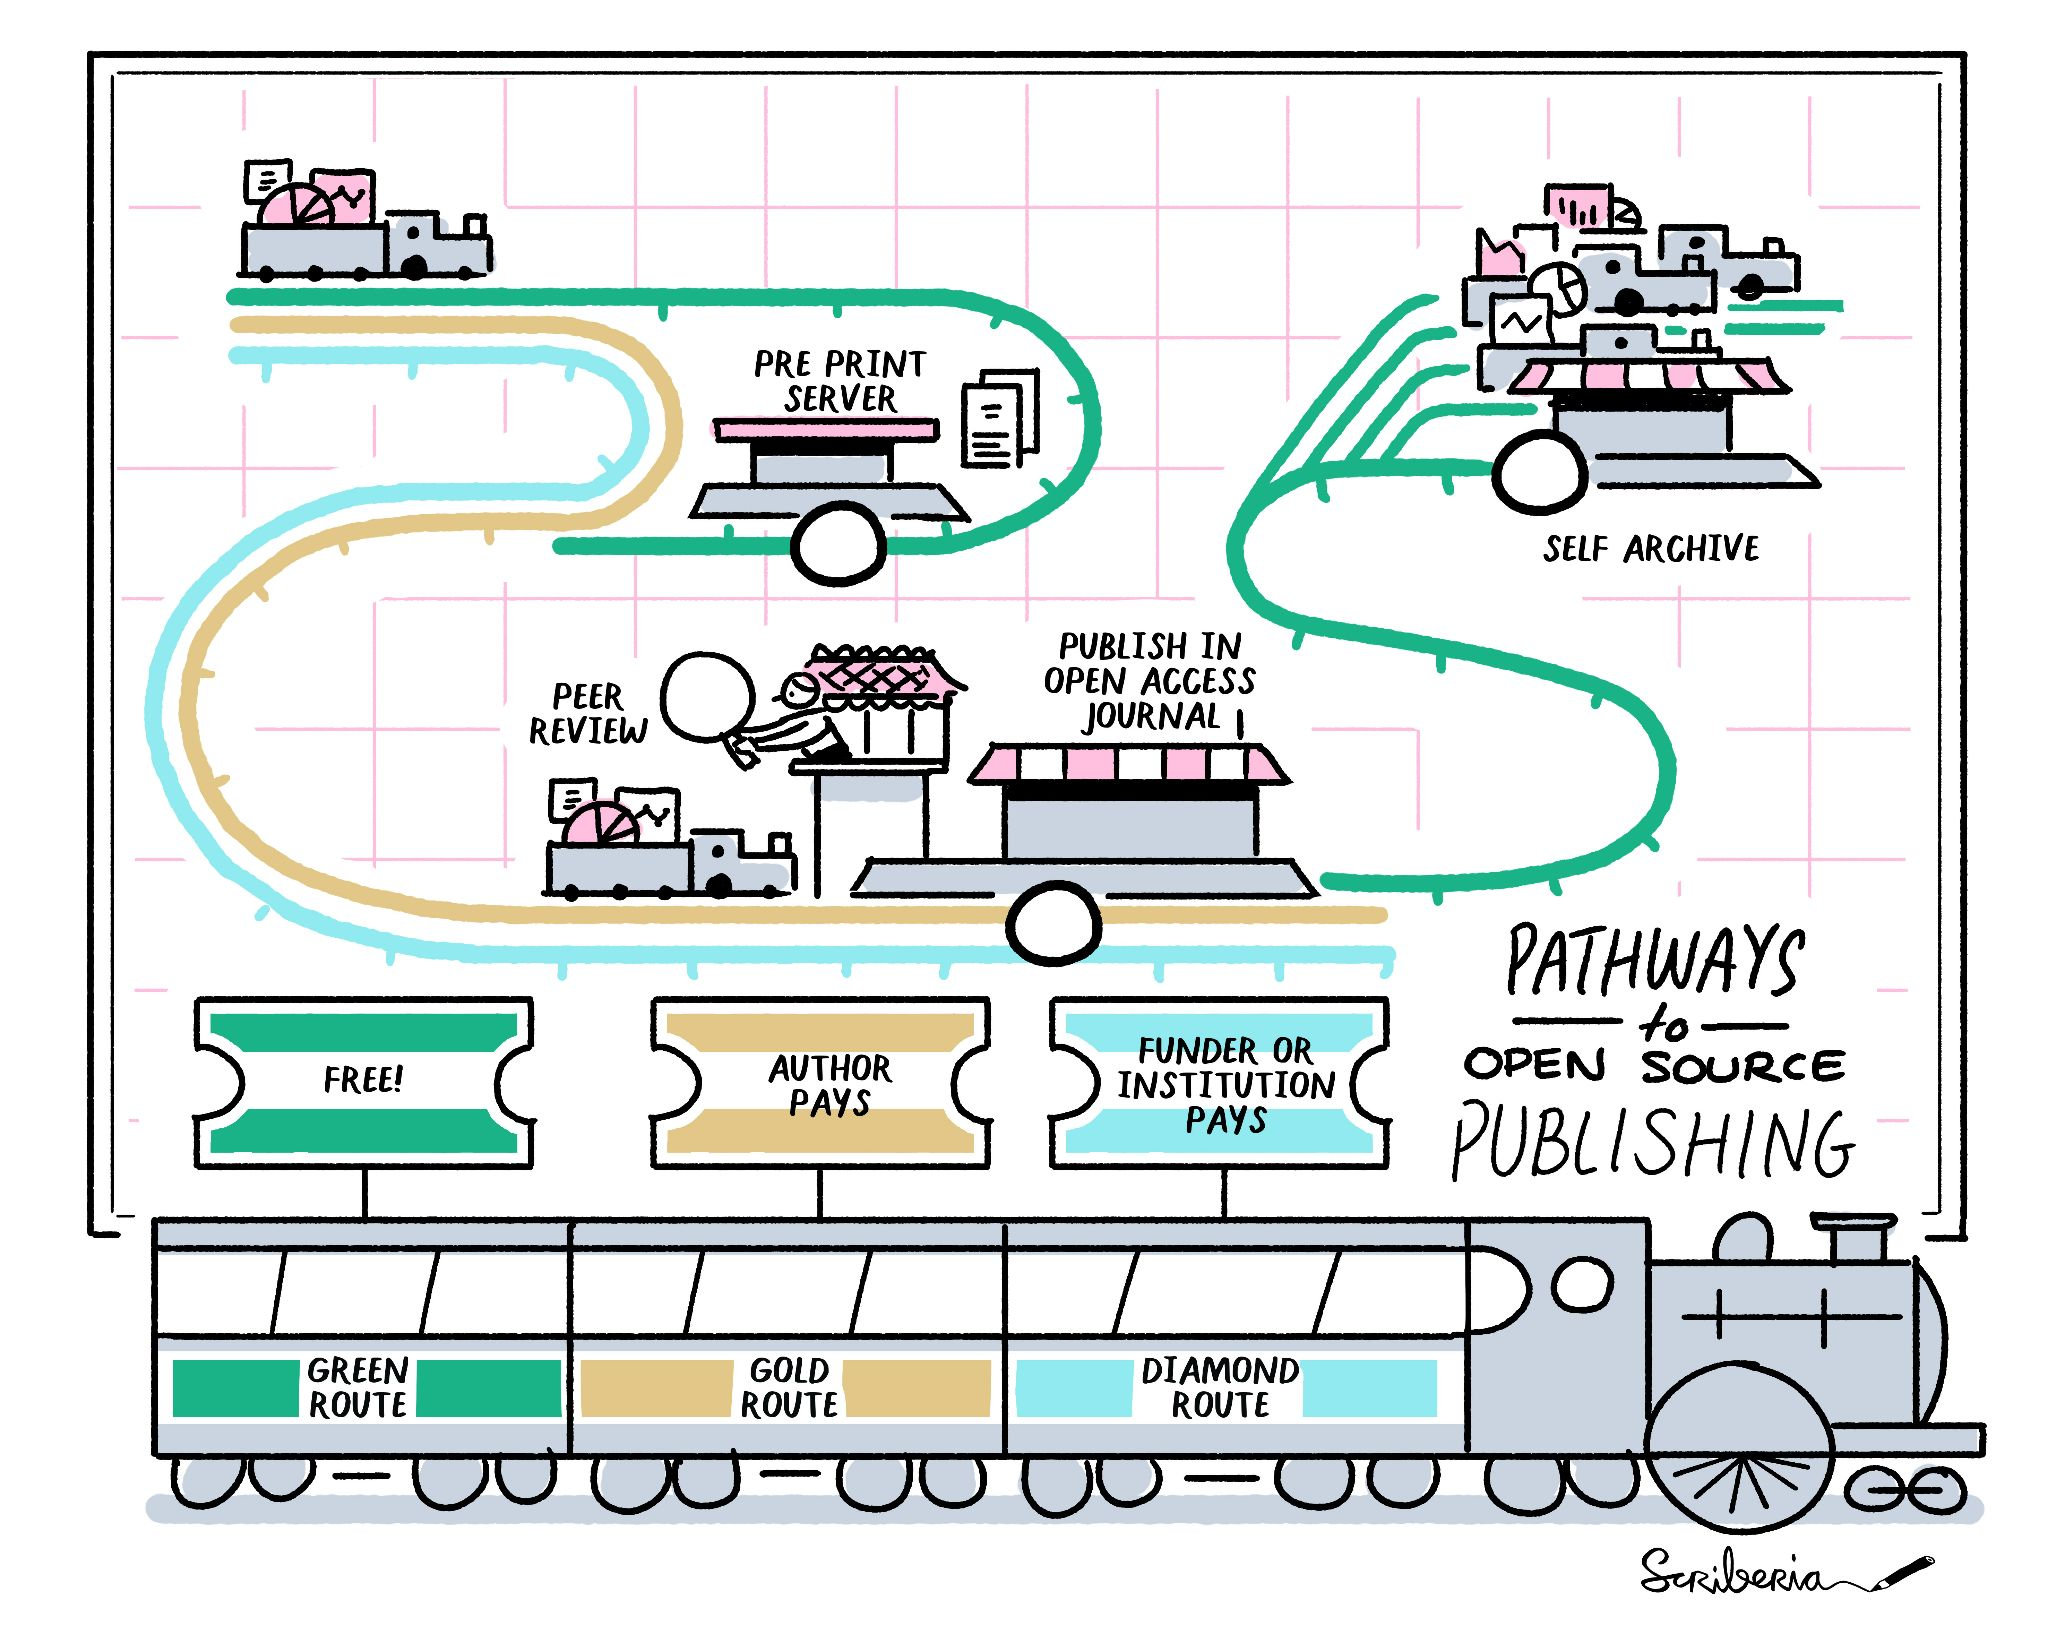 PRE PRINT
SERVER
SELF ARCHIVE
PEER
REVIEW
PUBLISH IN
OPEN ACCESS
JOURNAL
PATHWAYS
to
OPEN SOURCE
PUBLISHING
FREE!
AUTHOR
PAYS
FUNDER OR
INSTITUTION
PAYS
GREEN
ROUTE
GOLD
ROUTE
DIAMOND
ROUTE
Scriberia